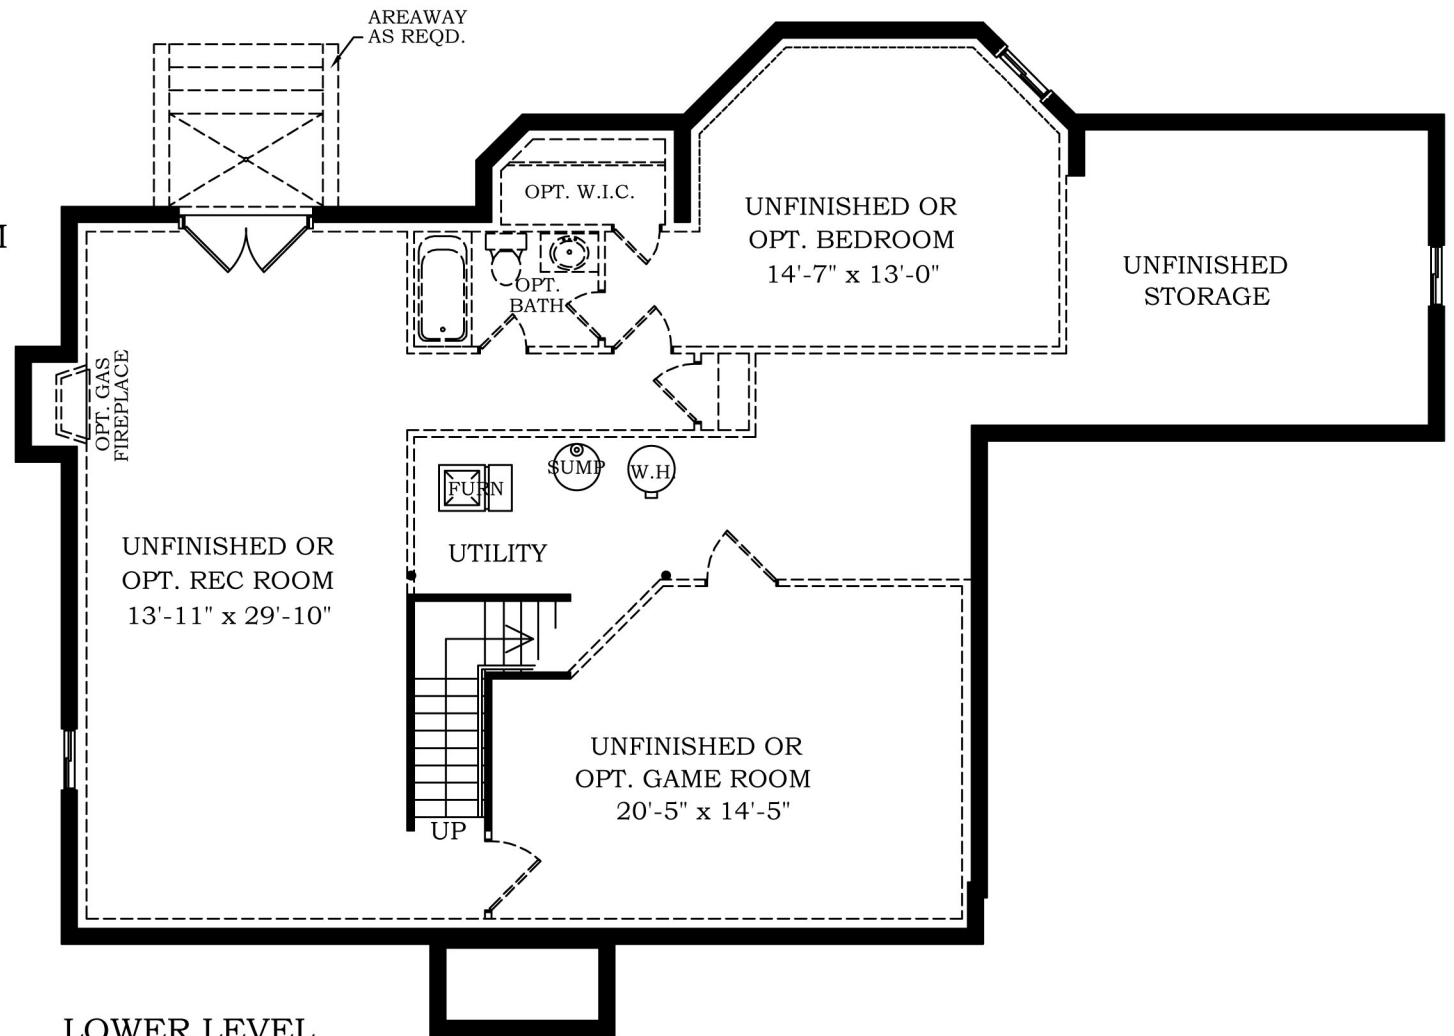 AREAWAY
AS REQD.
OPT. W.I.C.
UNFINISHED OR
OPT. BEDROOM
14'-7" x 13'-0"
UNFINISHED
STORAGE
OPT.
BATH
OPT. GAS
FIREPLACE
SUMP
W.H.
FURN
UTILITY
UNFINISHED OR
OPT. REC ROOM
13'-11" x 29'-10"
UNFINISHED OR
OPT. GAME ROOM
20'-5" x 14'-5"
UP
LOWER LEVEL